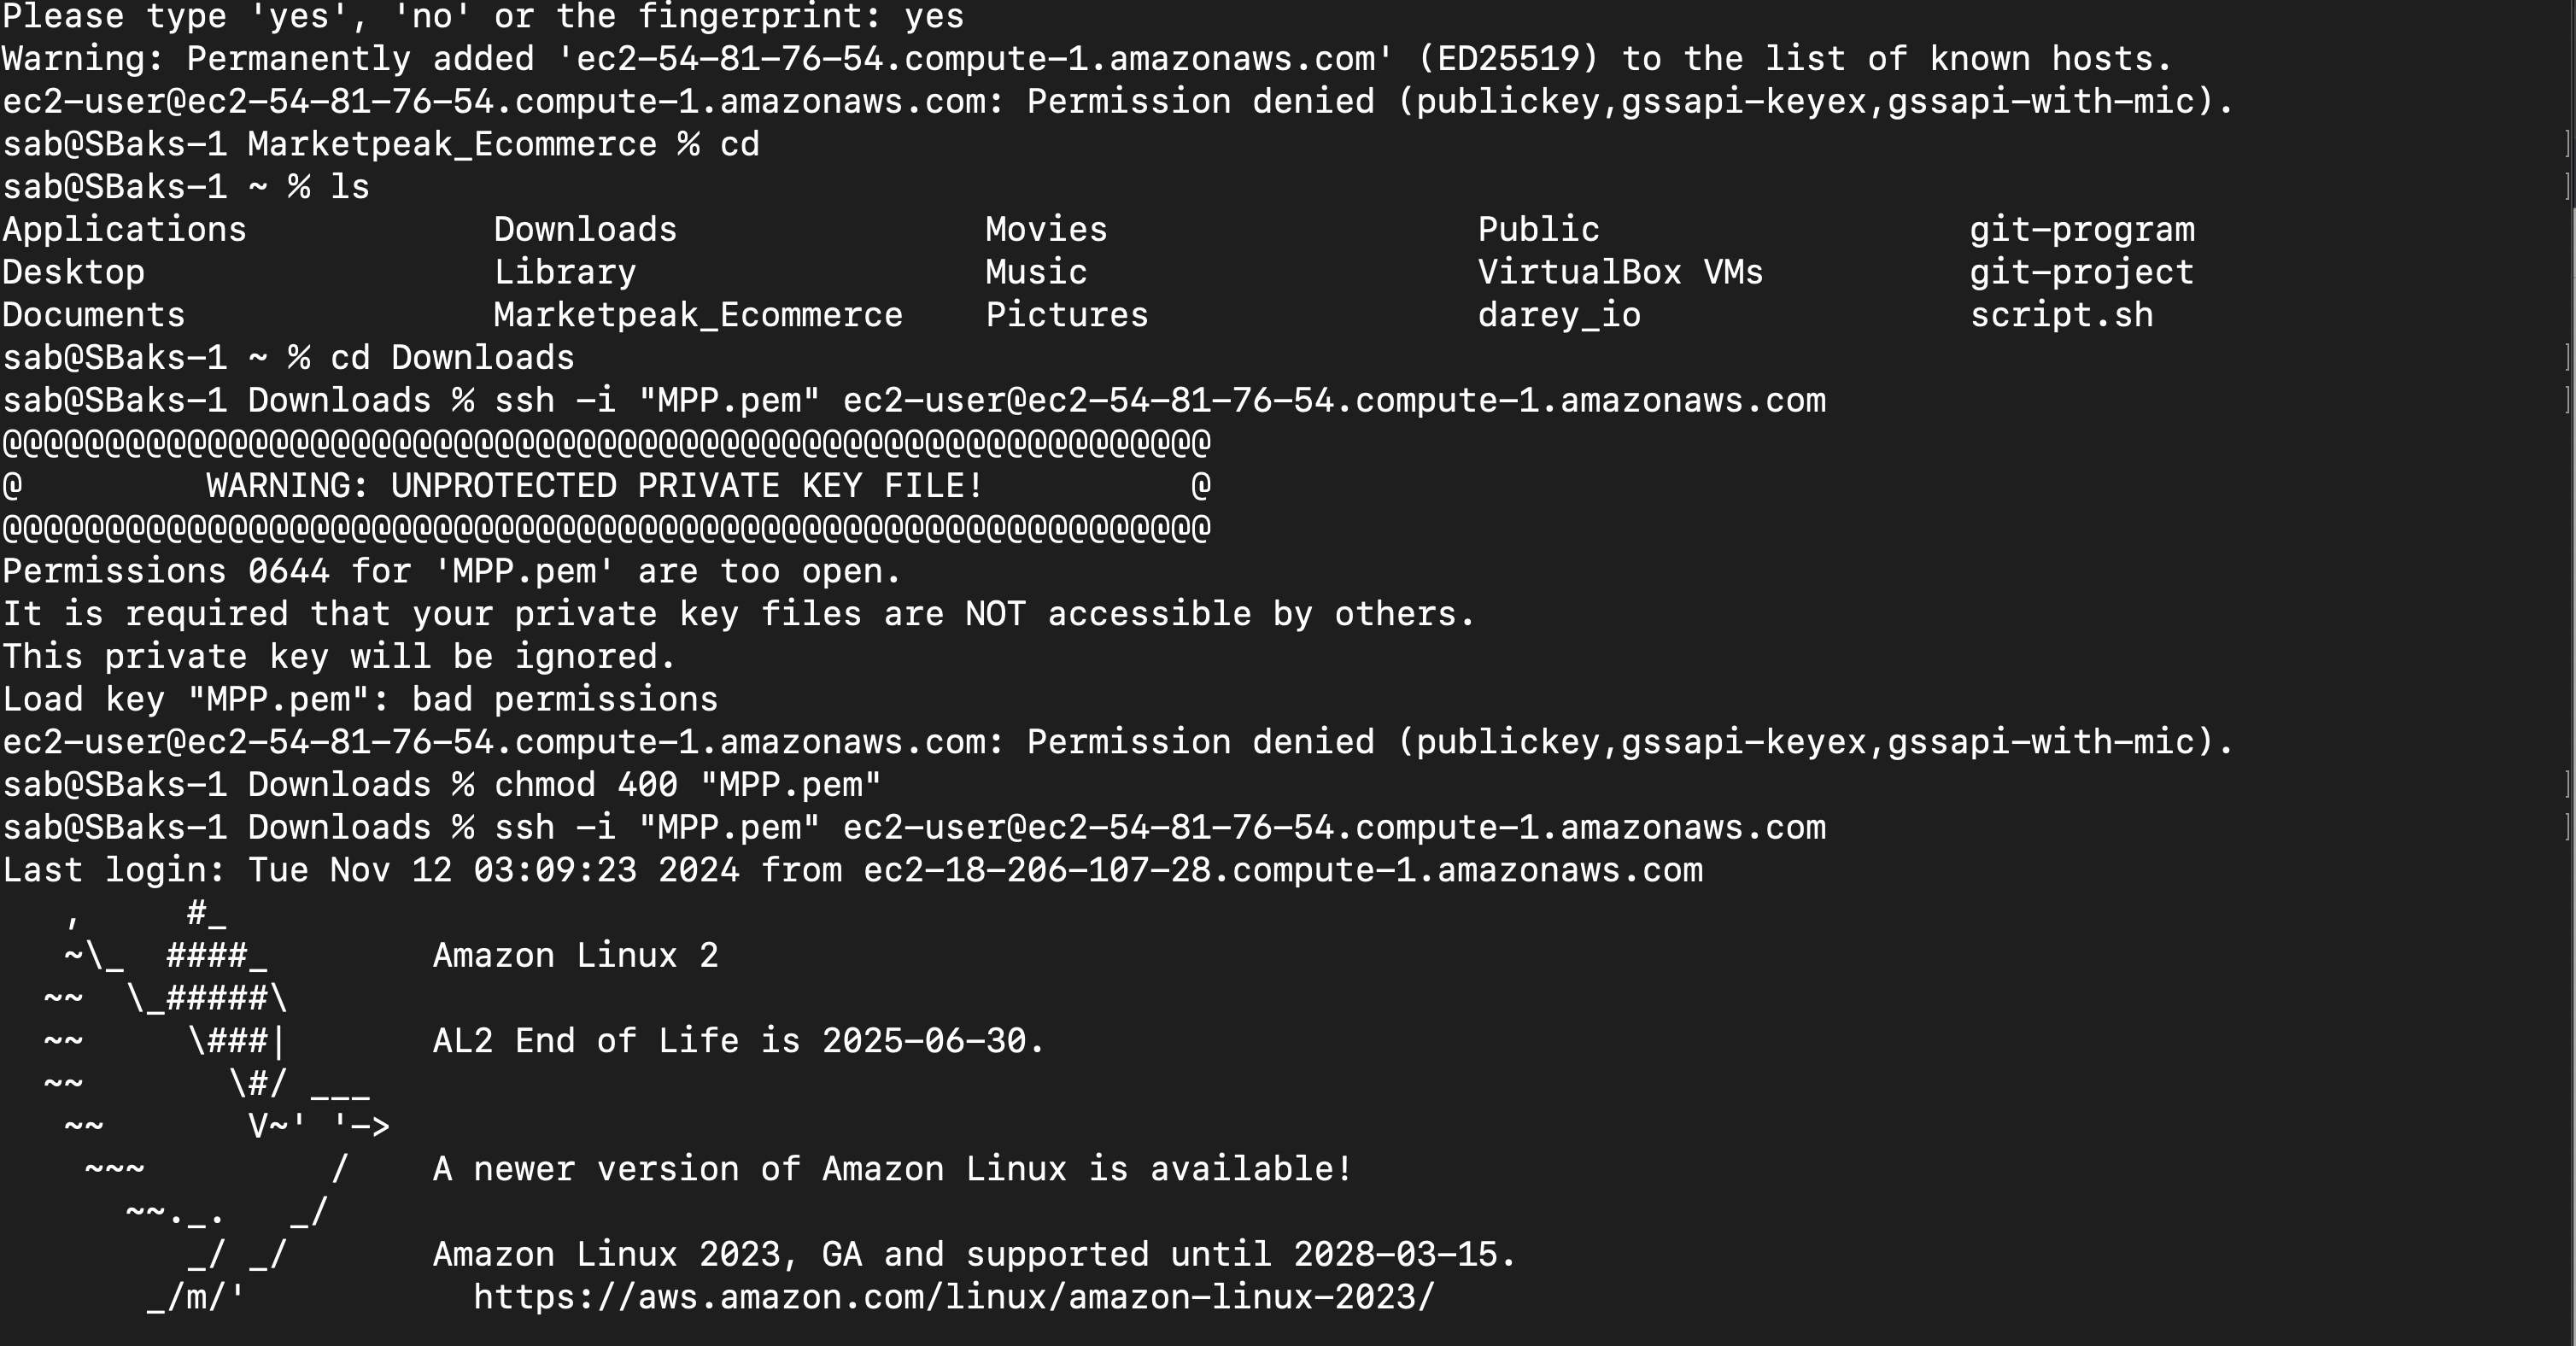 Please type 'yes', 'no' or the fingerprint: yes
Warning: Permanently added 'ec2-54-81-76-54.compute-1.amazonaws.com' (ED25519) to the list of known hosts.
ec2-user@ec2-54-81-76-54.compute-1.amazonaws.com: Permission denied (publickey,gssapi-keyex,gssapi-with-mic).
sab@SBaks-1 Marketpeak_Ecommerce % cd ]
sab@SBaks-1 ~ % ls ]
Applications Downloads Movies Public git-program
Desktop Library Music VirtualBox VMs git-project
Documents Marketpeak_Ecommerce Pictures darey_io script.sh
sab@SBaks-1 ~ % cd Downloads ]
sab@SBaks-1 Downloads % ssh -i "MPP.pem" ec2-user@ec2-54-81-76-54.compute-1.amazonaws.com ]
@@@@@@@@@@@@@@@@@@@@@@@@@@@@@@@@@@@@@@@@@@@@@@@@@@@@@@@@@@@
@         WARNING: UNPROTECTED PRIVATE KEY FILE!          @
@@@@@@@@@@@@@@@@@@@@@@@@@@@@@@@@@@@@@@@@@@@@@@@@@@@@@@@@@@@
Permissions 0644 for 'MPP.pem' are too open.
It is required that your private key files are NOT accessible by others.
This private key will be ignored.
Load key "MPP.pem": bad permissions
ec2-user@ec2-54-81-76-54.compute-1.amazonaws.com: Permission denied (publickey,gssapi-keyex,gssapi-with-mic).
sab@SBaks-1 Downloads % chmod 400 "MPP.pem" ]
sab@SBaks-1 Downloads % ssh -i "MPP.pem" ec2-user@ec2-54-81-76-54.compute-1.amazonaws.com ]
Last login: Tue Nov 12 03:09:23 2024 from ec2-18-206-107-28.compute-1.amazonaws.com
   ,     #_
   ~\_  ####_        Amazon Linux 2
  ~~  \_#####\
  ~~     \###|       AL2 End of Life is 2025-06-30.
  ~~       \#/ ___
   ~~       V~' '->
    ~~~         /    A newer version of Amazon Linux is available!
      ~~._.   _/
         _/ _/       Amazon Linux 2023, GA and supported until 2028-03-15.
       _/m/'           https://aws.amazon.com/linux/amazon-linux-2023/